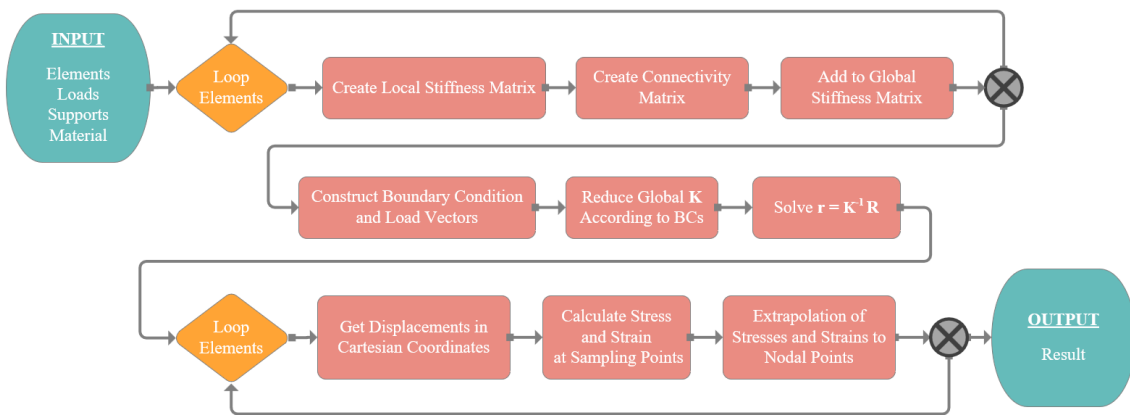 INPUT
Elements
Loads
Supports
Material
Loop
Elements
Create Local Stiffness Matrix
Create Connectivity
Matrix
Add to Global
Stiffness Matrix
Construct Boundary Condition
and Load Vectors
Reduce Global K
According to BCs
Solve r = K⁻¹ R
Loop
Elements
Get Displacements in
Cartesian Coordinates
Calculate Stress
and Strain
at Sampling Points
Extrapolation of
Stresses and Strains to
Nodal Points
OUTPUT
Result